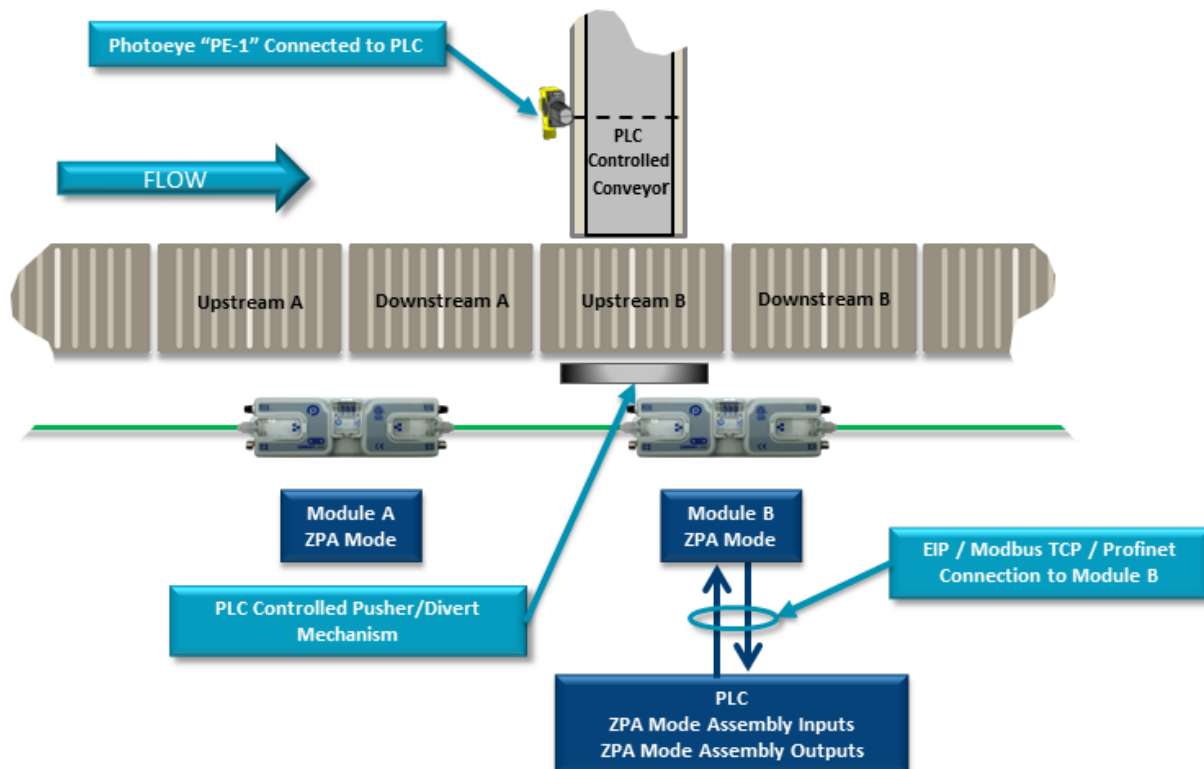 Photoeye “PE-1” Connected to PLC
PLC
Controlled
Conveyor
FLOW
Upstream A
Downstream A
Upstream B
Downstream B
Module A
ZPA Mode
Module B
ZPA Mode
EIP / Modbus TCP / Profinet
Connection to Module B
PLC Controlled Pusher/Divert
Mechanism
PLC
ZPA Mode Assembly Inputs
ZPA Mode Assembly Outputs